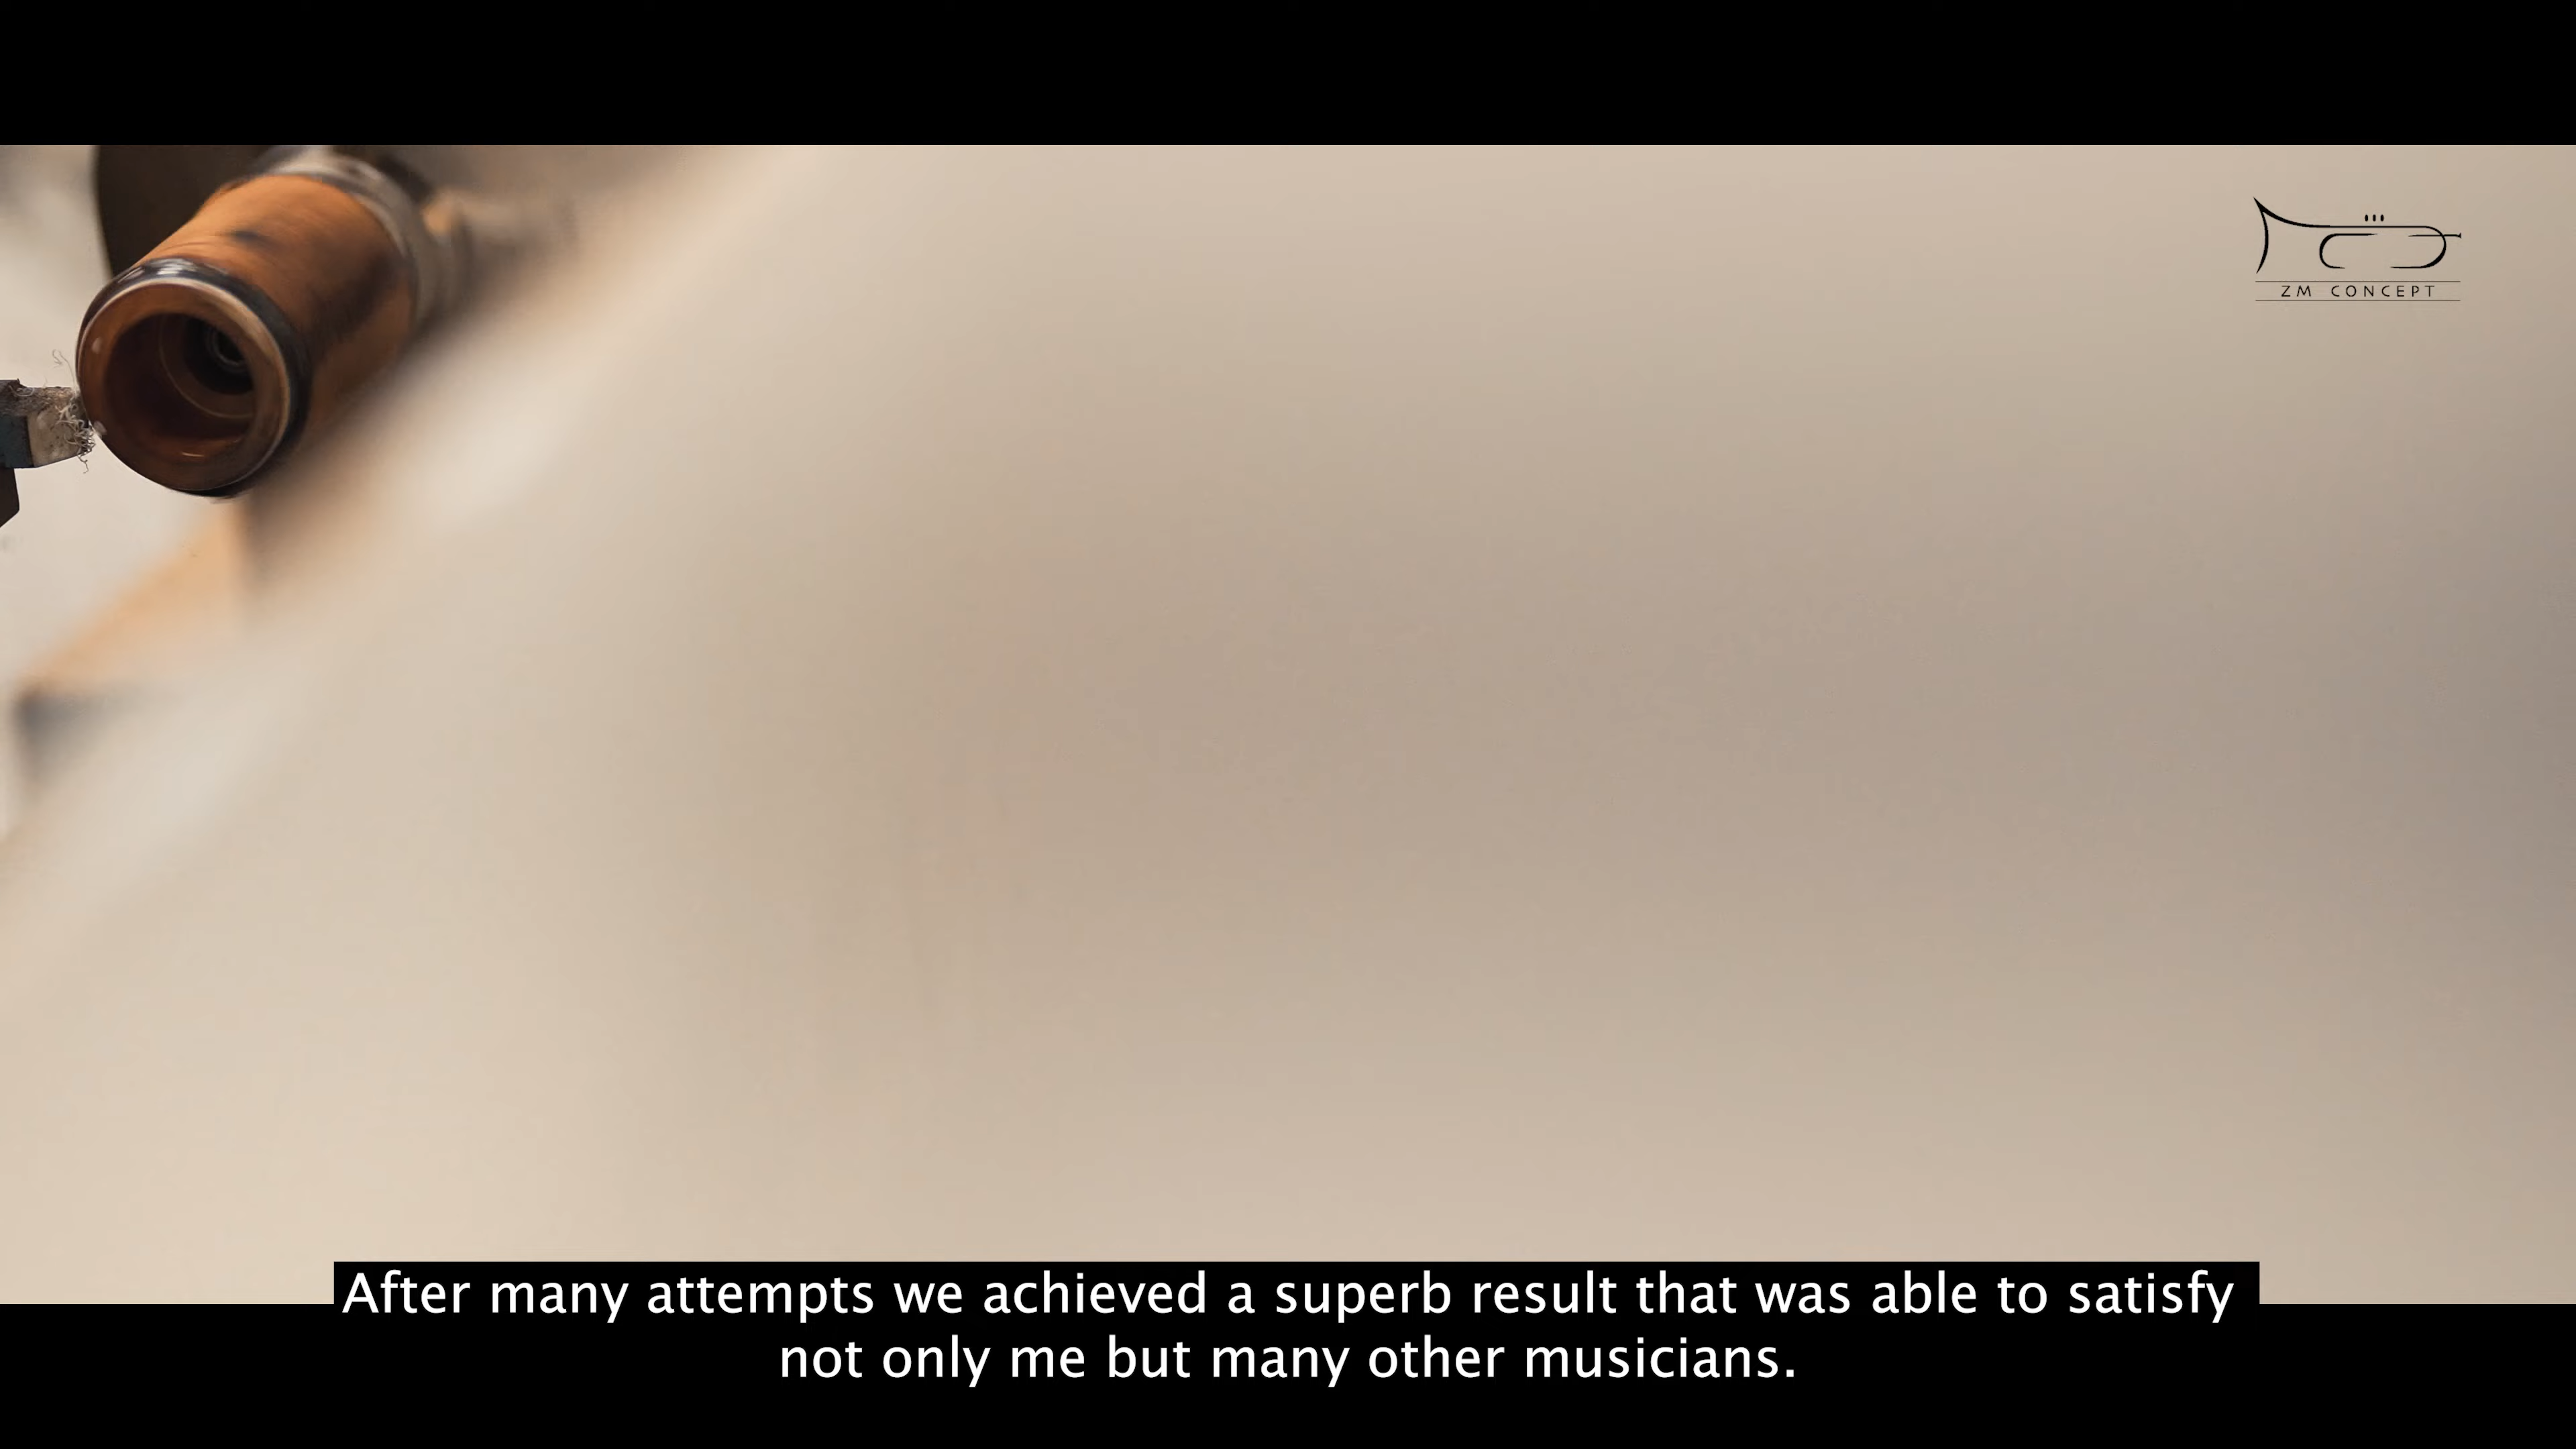 ZM CONCEPT
After many attempts we achieved a superb result that was able to satisfy
not only me but many other musicians.